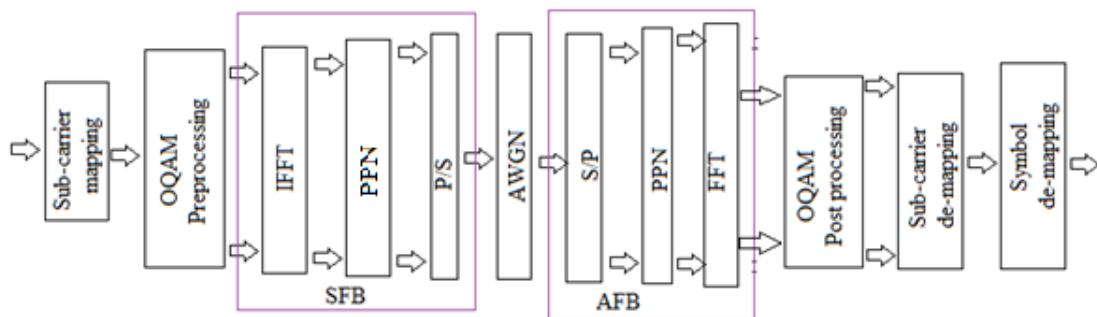 Sub-carrier
mapping
OQAM
Preprocessing
IFFT
PPN
P/S
SFB
AWGN
S/P
PPN
FFT
AFB
OQAM
Post processing
Sub-carrier
de-mapping
Symbol
de-mapping